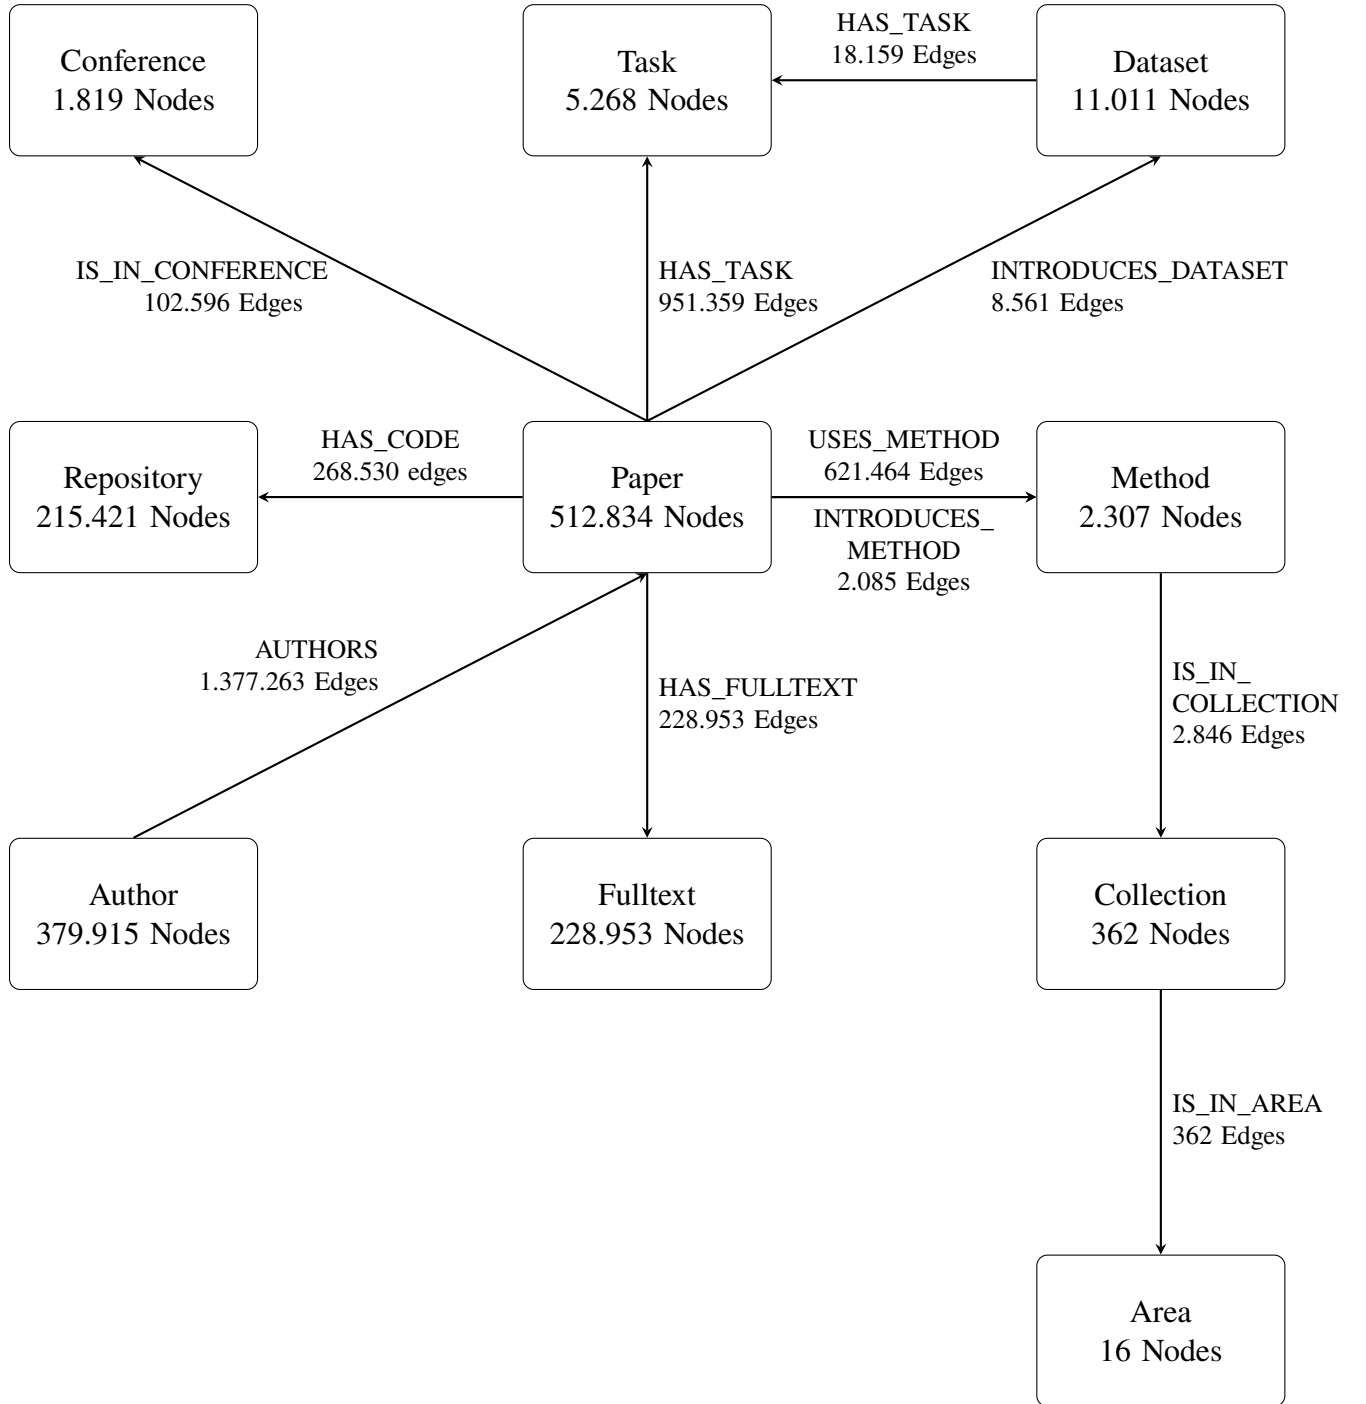 Conference
1.819 Nodes
Task
5.268 Nodes
HAS_TASK
18.159 Edges
Dataset
11.011 Nodes
IS_IN_CONFERENCE
102.596 Edges
HAS_TASK
951.359 Edges
INTRODUCES_DATASET
8.561 Edges
Repository
215.421 Nodes
HAS_CODE
268.530 edges
Paper
512.834 Nodes
USES_METHOD
621.464 Edges
INTRODUCES_
METHOD
2.085 Edges
Method
2.307 Nodes
AUTHORS
1.377.263 Edges
HAS_FULLTEXT
228.953 Edges
IS_IN_
COLLECTION
2.846 Edges
Author
379.915 Nodes
Fulltext
228.953 Nodes
Collection
362 Nodes
IS_IN_AREA
362 Edges
Area
16 Nodes